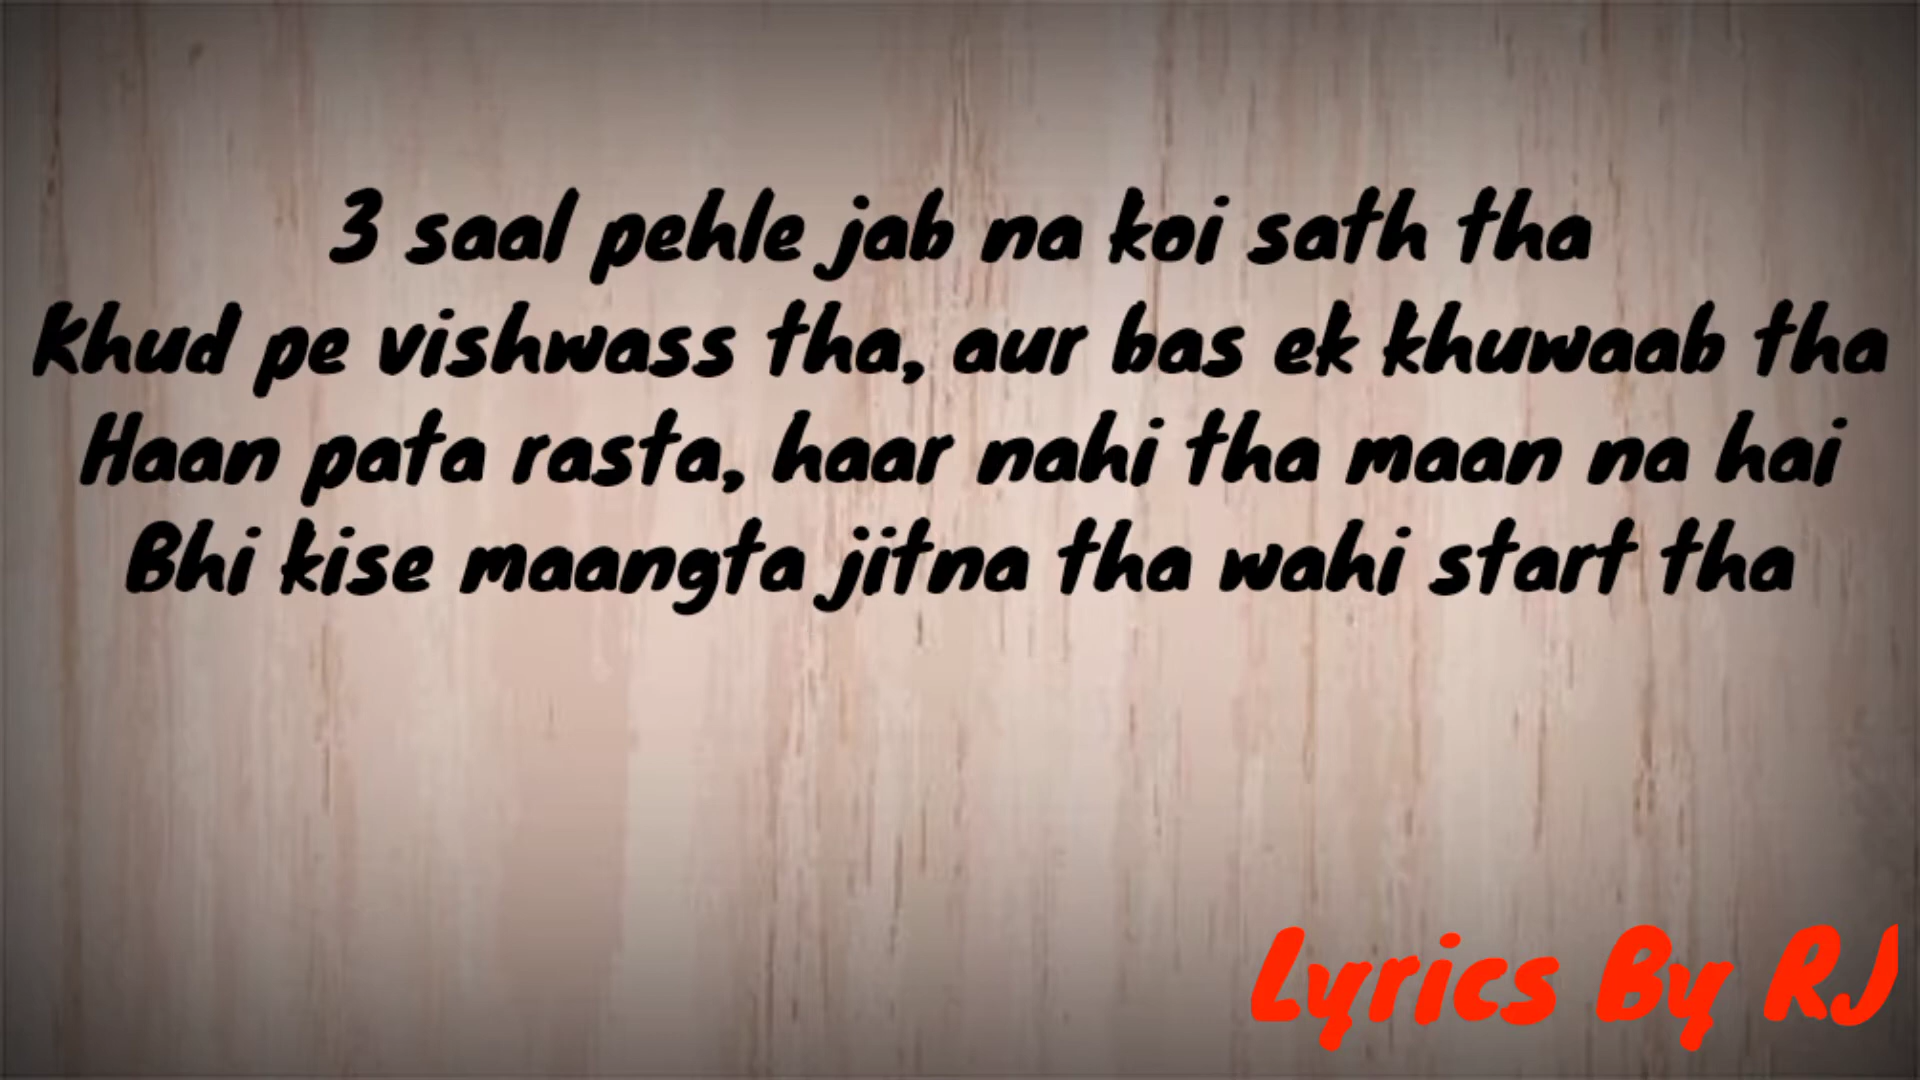 3 saal pehle jab na koi sath tha
Khud pe vishwass tha, aur bas ek khuwaab tha
Haan pata rasta, haar nahi tha maan na hai
Bhi kise maangta jitna tha wahi start tha
Lyrics By RJ